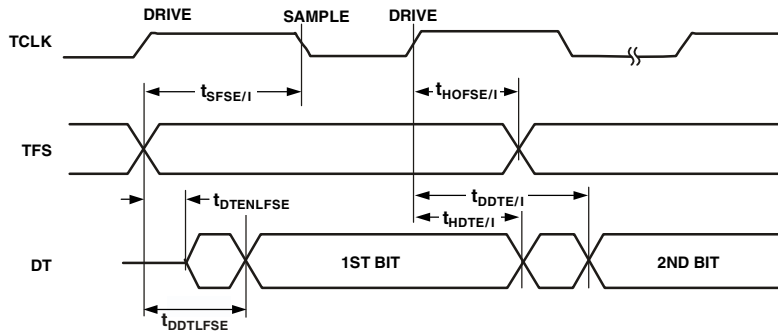 DRIVE SAMPLE DRIVE
TCLK
tSFSE/I tHOFSE/I
TFS
tDTENLFSE tDDTE/I
tHDTE/I
DT 1ST BIT 2ND BIT
tDDTLFSE